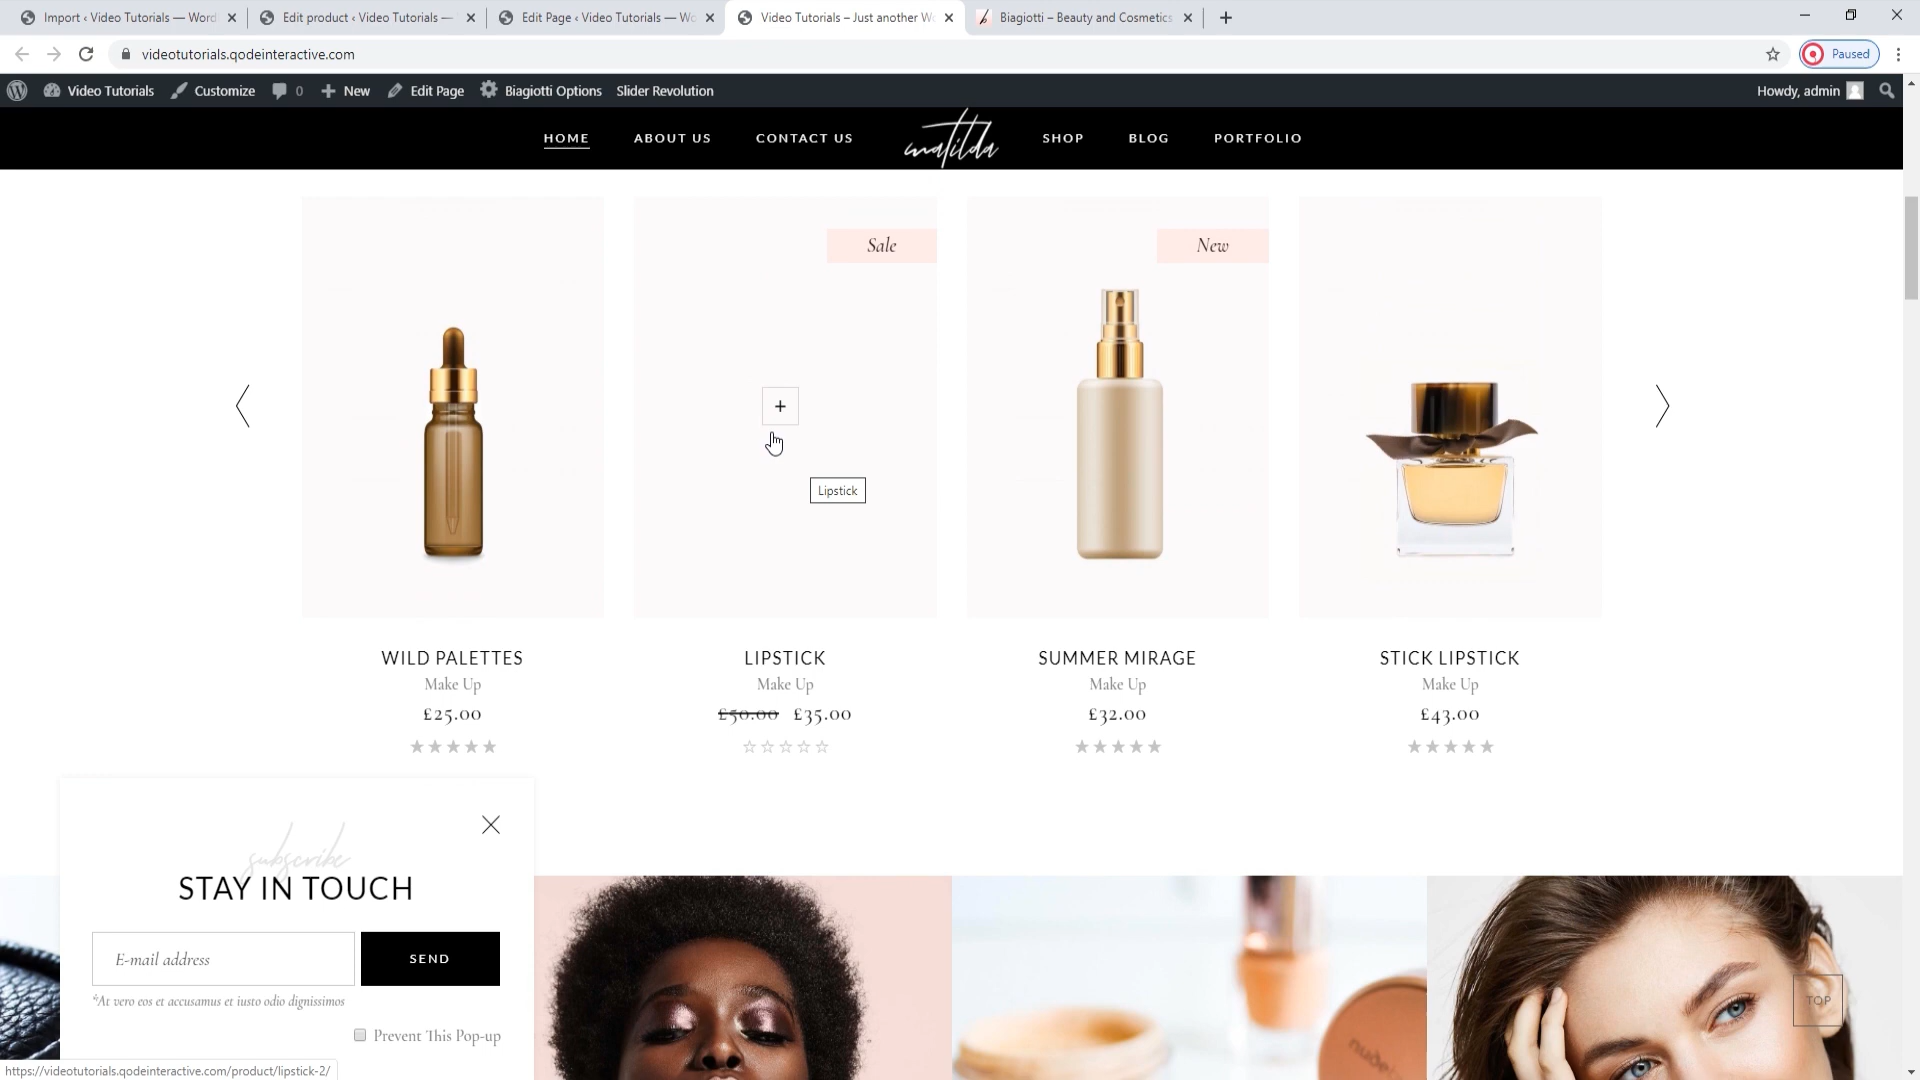 Import ‹ Video Tutorials — Word
Edit product ‹ Video Tutorials —
Edit Page ‹ Video Tutorials — Wo
Video Tutorials – Just another Wo
Biagiotti – Beauty and Cosmetics
videotutorials.qodeinteractive.com
Paused
Video Tutorials
Customize
0
New
Edit Page
Biagiotti Options
Slider Revolution
Howdy, admin
HOME
ABOUT US
CONTACT US
matilda
SHOP
BLOG
PORTFOLIO
Sale
New
+
Lipstick
WILD PALETTES
Make Up
£25.00
LIPSTICK
Make Up
£50.00 £35.00
SUMMER MIRAGE
Make Up
£32.00
STICK LIPSTICK
Make Up
£43.00
subscribe
STAY IN TOUCH
E-mail address
SEND
*At vero eos et accusamus et iusto odio dignissimos
Prevent This Pop-up
TOP
https://videotutorials.qodeinteractive.com/product/lipstick-2/